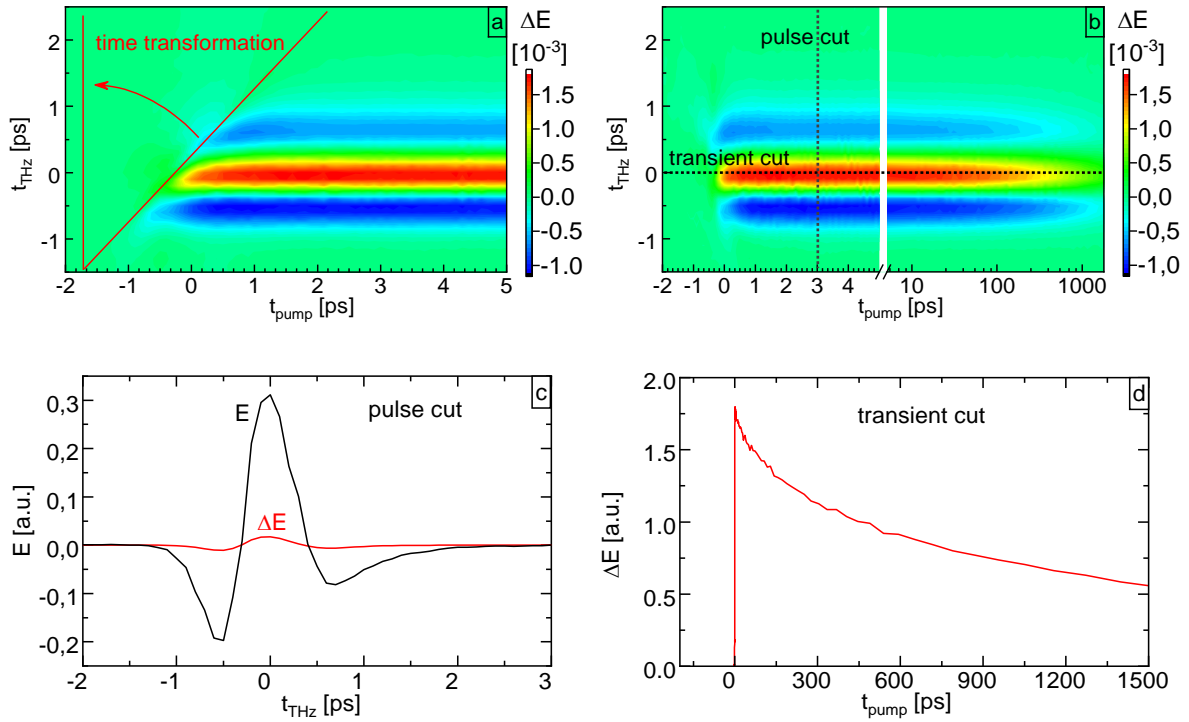 a
time transformation
ΔE
[10⁻³]
1.5
1.0
0.5
0.0
-0.5
-1.0
2
1
0
-1
t_THz [ps]
-2 -1 0 1 2 3 4 5
t_pump [ps]
b
pulse cut
transient cut
ΔE
[10⁻³]
1.5
1.0
0.5
0.0
-0,5
-1,0
2
1
0
-1
t_THz [ps]
-2 -1 0 1 2 3 4 10 100 1000
t_pump [ps]
c
pulse cut
E
ΔE
0,3
0,2
0,1
0,0
-0,1
-0,2
E [a.u.]
-2 -1 0 1 2 3
t_THz [ps]
d
transient cut
2.0
1.5
1.0
0.5
0.0
ΔE [a.u.]
0 300 600 900 1200 1500
t_pump [ps]